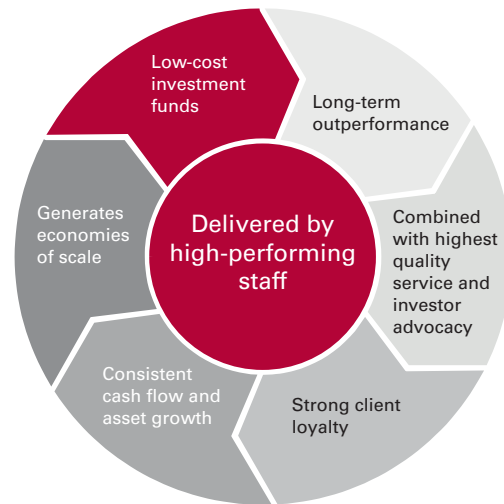 Low-cost
investment
funds
Long-term
outperformance
Combined
with highest
quality
service and
investor
advocacy
Strong client
loyalty
Consistent
cash flow and
asset growth
Generates
economies
of scale
Delivered by
high-performing
staff